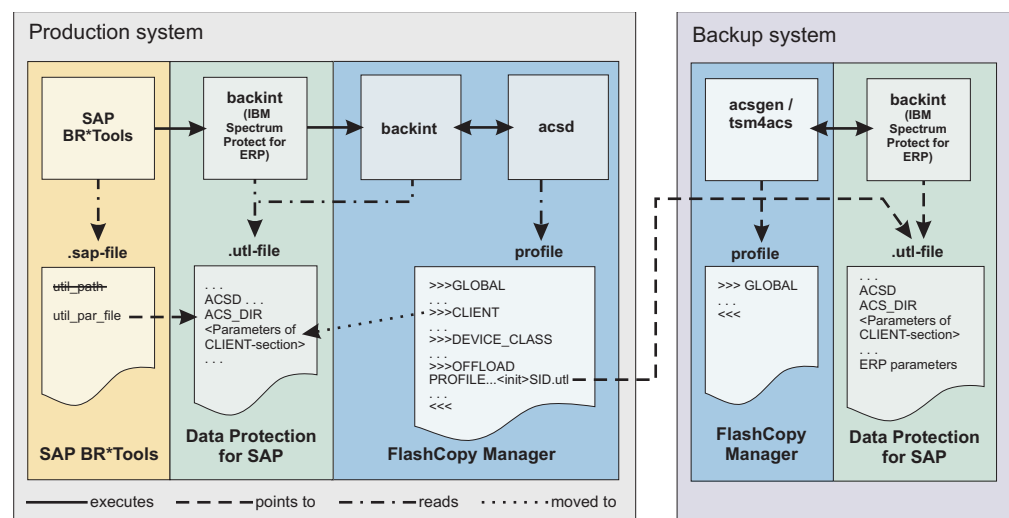 Production system
SAP
BR*Tools
backint
(IBM
Spectrum
Protect for
ERP)
backint
acsd
.sap-file
.utl-file
profile
util_path
util_par_file
. . .
ACSD . . .
ACS_DIR
<Parameters of
CLIENT-section>
. . .
>>>GLOBAL
. . .
>>>CLIENT
. . .
>>>DEVICE_CLASS
. . .
>>>OFFLOAD
PROFILE...<init>SID.utl
. . .
<<<
SAP BR*Tools
Data Protection
for SAP
FlashCopy Manager
executes
points to
reads
moved to
Backup system
acsgen /
tsm4acs
backint
(IBM
Spectrum
Protect for
ERP)
profile
.utl-file
>>> GLOBAL
. . .
<<<
. . .
ACSD
ACS_DIR
<Parameters of
CLIENT-section>
. . .
ERP parameters
FlashCopy
Manager
Data Protection
for SAP